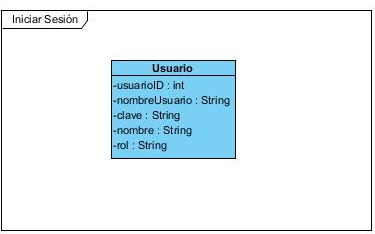 Iniciar Sesión
Usuario
-usuarioID : int
-nombreUsuario : String
-clave : String
-nombre : String
-rol : String